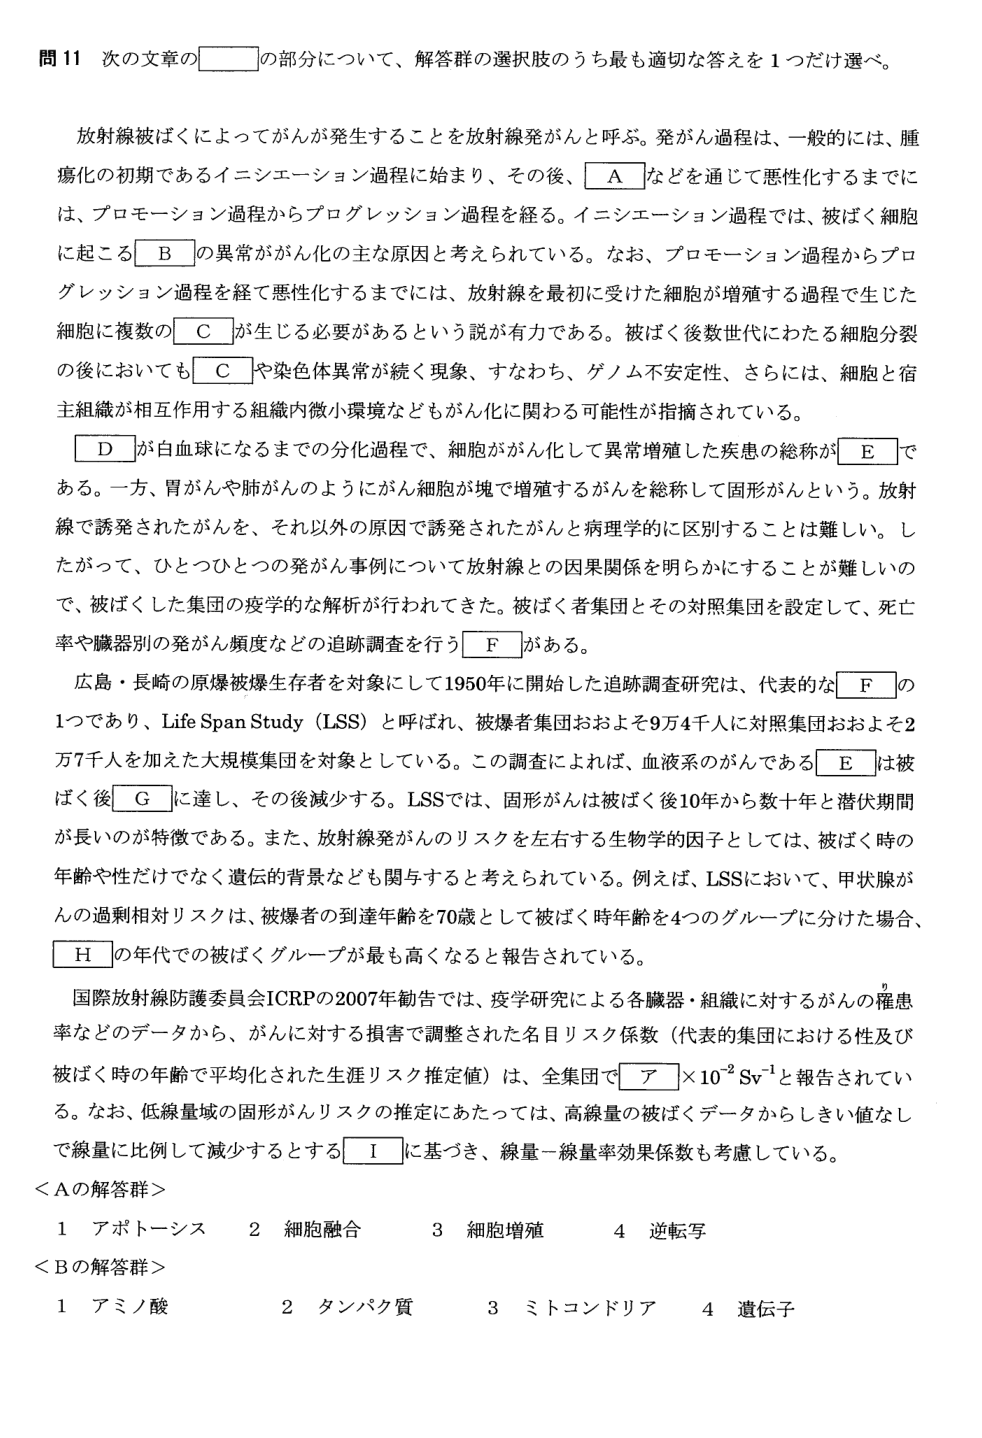 問11 次の文章の の部分について、解答群の選択肢のうち最も適切な答えを1つだけ選べ。
放射線被ばくによってがんが発生することを放射線発がんと呼ぶ。発がん過程は、一般的には、腫
瘍化の初期であるイニシエーション過程に始まり、その後、 A などを通じて悪性化するまでに
は、プロモーション過程からプログレッション過程を経る。イニシエーション過程では、被ばく細胞
に起こる B の異常ががん化の主な原因と考えられている。なお、プロモーション過程からプロ
グレッション過程を経て悪性化するまでには、放射線を最初に受けた細胞が増殖する過程で生じた
細胞に複数の C が生じる必要があるという説が有力である。被ばく後数世代にわたる細胞分裂
の後においても C や染色体異常が続く現象、すなわち、ゲノム不安定性、さらには、細胞と宿
主組織が相互作用する組織内微小環境などもがん化に関わる可能性が指摘されている。
D が白血球になるまでの分化過程で、細胞ががん化して異常増殖した疾患の総称が E で
ある。一方、胃がんや肺がんのようにがん細胞が塊で増殖するがんを総称して固形がんという。放射
線で誘発されたがんを、それ以外の原因で誘発されたがんと病理学的に区別することは難しい。し
たがって、ひとつひとつの発がん事例について放射線との因果関係を明らかにすることが難しいの
で、被ばくした集団の疫学的な解析が行われてきた。被ばく者集団とその対照集団を設定して、死亡
率や臓器別の発がん頻度などの追跡調査を行う F がある。
広島・長崎の原爆被爆生存者を対象にして1950年に開始した追跡調査研究は、代表的な F の
1つであり、Life Span Study（LSS）と呼ばれ、被爆者集団おおよそ9万4千人に対照集団おおよそ2
万7千人を加えた大規模集団を対象としている。この調査によれば、血液系のがんである E は被
ばく後 G に達し、その後減少する。LSSでは、固形がんは被ばく後10年から数十年と潜伏期間
が長いのが特徴である。また、放射線発がんのリスクを左右する生物学的因子としては、被ばく時の
年齢や性だけでなく遺伝的背景なども関与すると考えられている。例えば、LSSにおいて、甲状腺が
んの過剰相対リスクは、被爆者の到達年齢を70歳として被ばく時年齢を4つのグループに分けた場合、
H の年代での被ばくグループが最も高くなると報告されている。
国際放射線防護委員会ICRPの2007年勧告では、疫学研究による各臓器・組織に対するがんの罹患
率などのデータから、がんに対する損害で調整された名目リスク係数（代表的集団における性及び
被ばく時の年齢で平均化された生涯リスク推定値）は、全集団で ア ×10⁻² Sv⁻¹と報告されてい
る。なお、低線量域の固形がんリスクの推定にあたっては、高線量の被ばくデータからしきい値なし
で線量に比例して減少するとする I に基づき、線量－線量率効果係数も考慮している。
＜Aの解答群＞
1 アポトーシス 2 細胞融合 3 細胞増殖 4 逆転写
＜Bの解答群＞
1 アミノ酸 2 タンパク質 3 ミトコンドリア 4 遺伝子